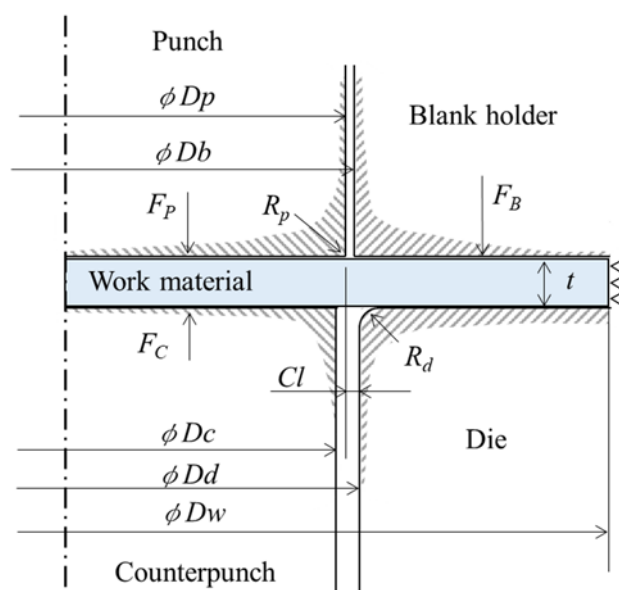 Punch
ϕ Dp
Blank holder
ϕ Db
F_P
R_p
F_B
Work material
t
F_C
R_d
Cl
ϕ Dc
Die
ϕ Dd
ϕ Dw
Counterpunch